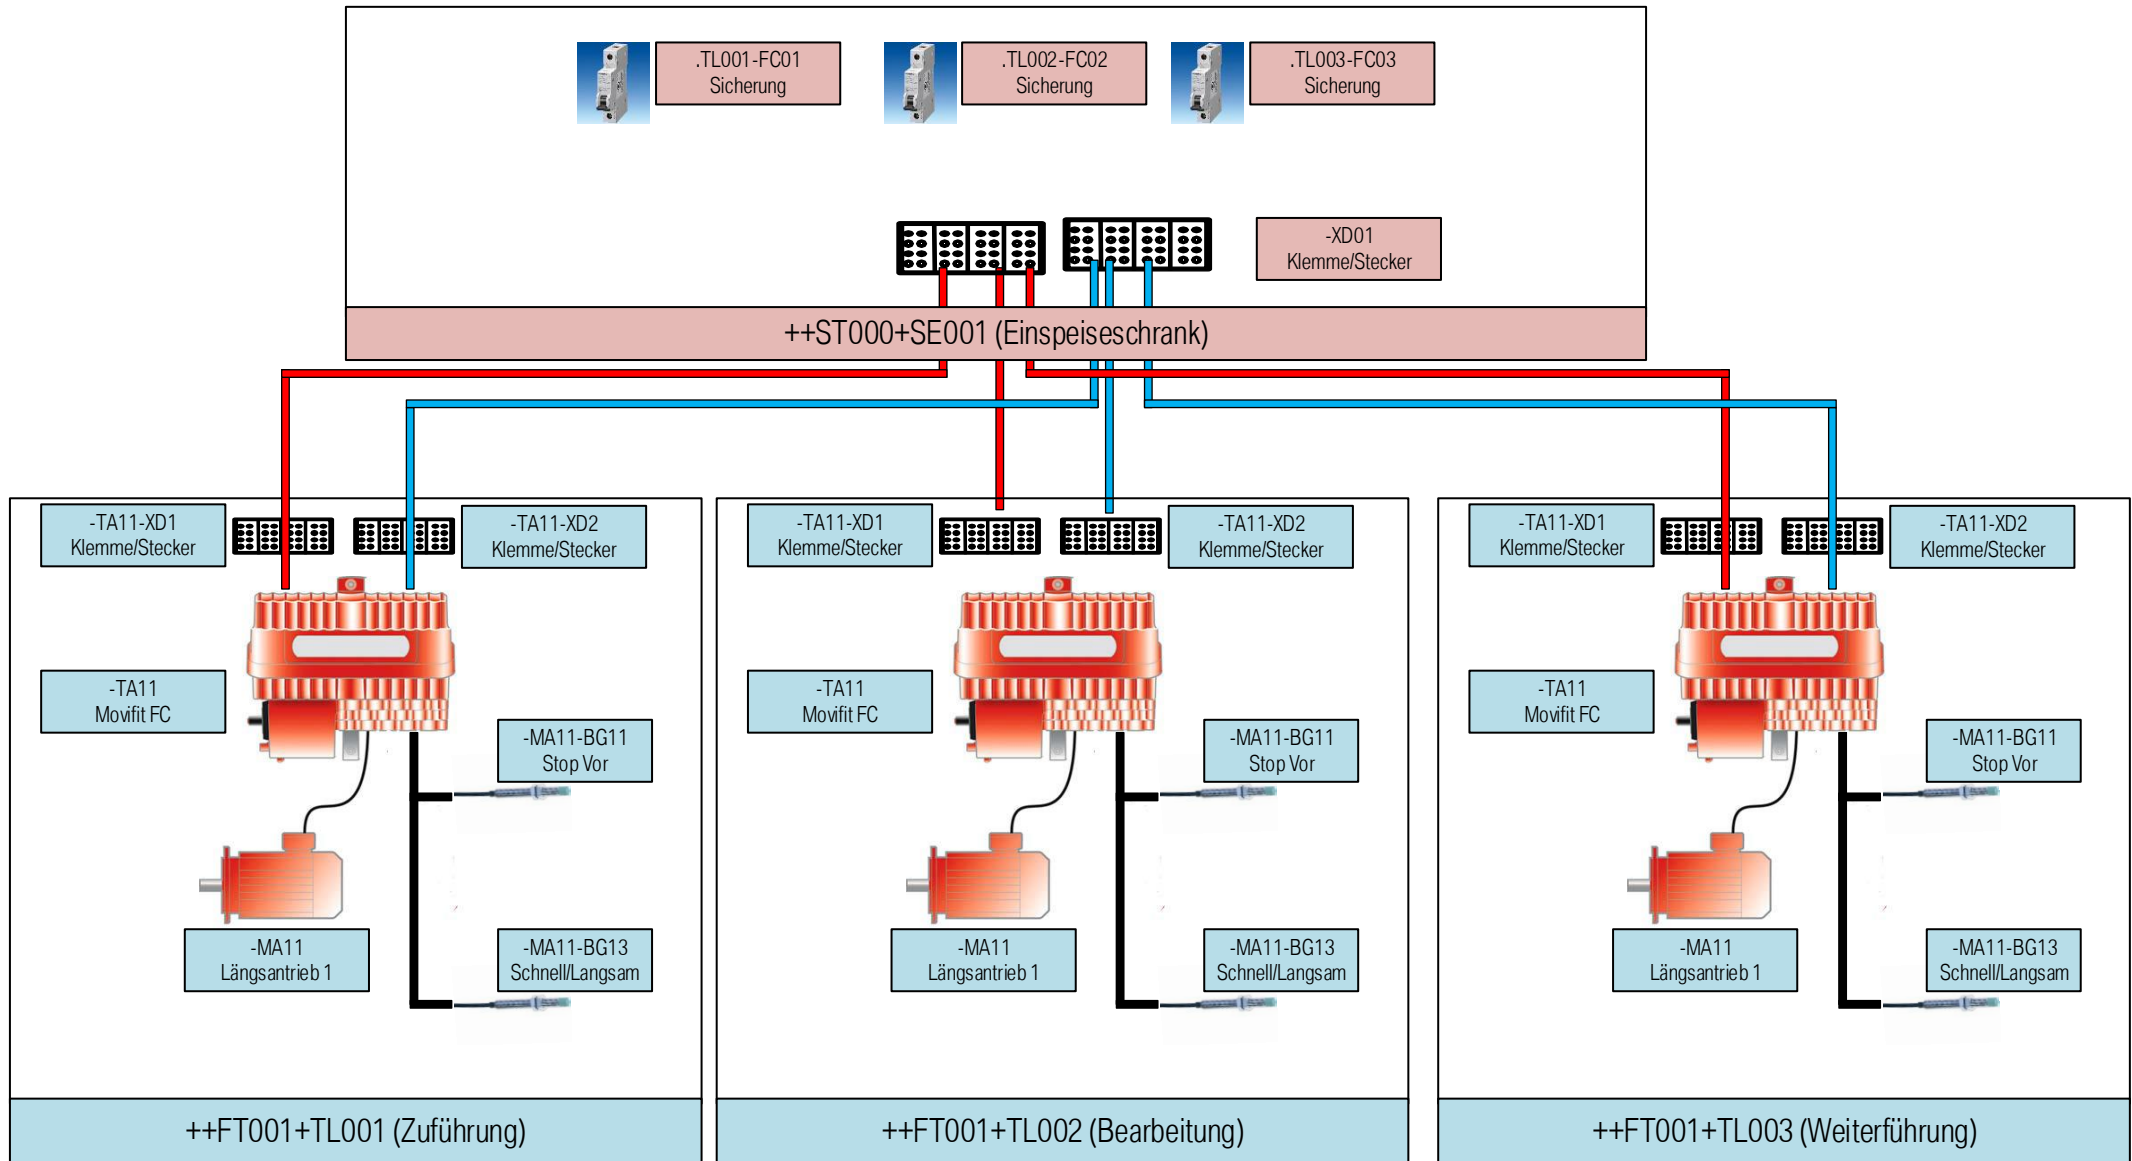 .TL001-FC01
Sicherung
.TL002-FC02
Sicherung
.TL003-FC03
Sicherung
-XD01
Klemme/Stecker
++ST000+SE001 (Einspeiseschrank)
-TA11-XD1
Klemme/Stecker
-TA11-XD2
Klemme/Stecker
-TA11
Movifit FC
-MA11-BG11
Stop Vor
-MA11
Längsantrieb 1
-MA11-BG13
Schnell/Langsam
++FT001+TL001 (Zuführung)
-TA11-XD1
Klemme/Stecker
-TA11-XD2
Klemme/Stecker
-TA11
Movifit FC
-MA11-BG11
Stop Vor
-MA11
Längsantrieb 1
-MA11-BG13
Schnell/Langsam
++FT001+TL002 (Bearbeitung)
-TA11-XD1
Klemme/Stecker
-TA11-XD2
Klemme/Stecker
-TA11
Movifit FC
-MA11-BG11
Stop Vor
-MA11
Längsantrieb 1
-MA11-BG13
Schnell/Langsam
++FT001+TL003 (Weiterführung)